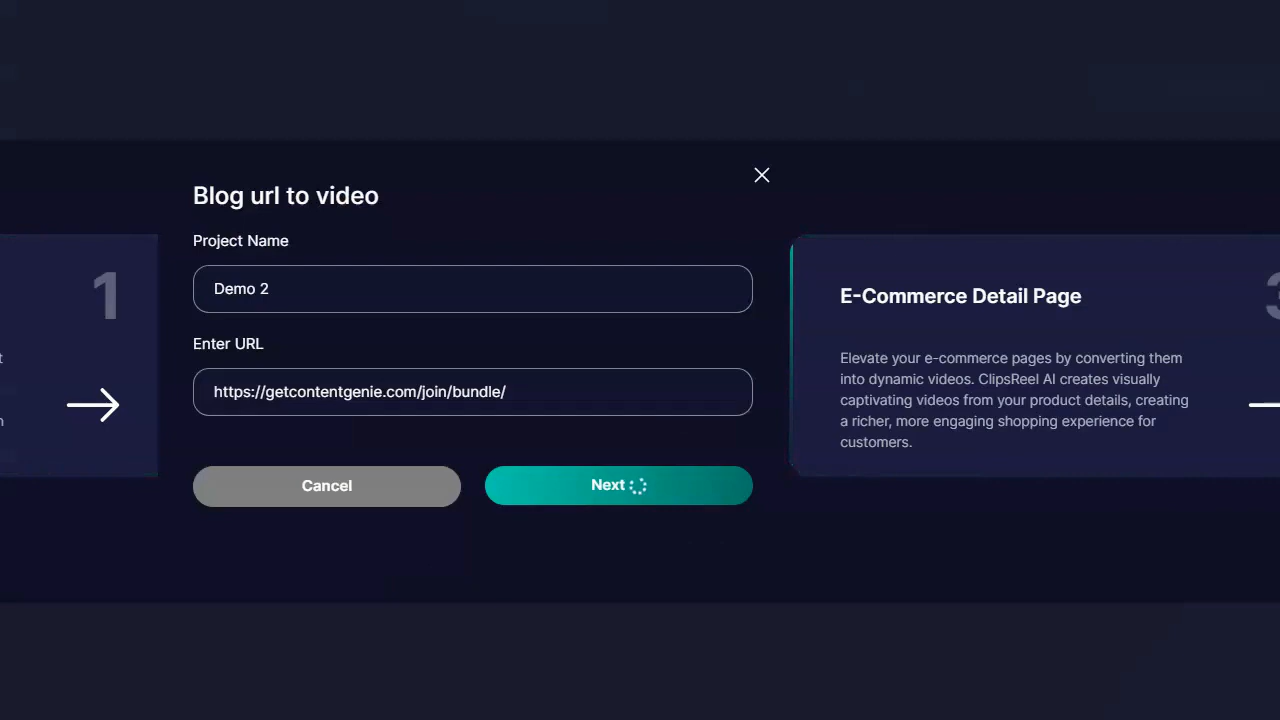 Blog url to video
Project Name
Demo 2
Enter URL
https://getcontentgenie.com/join/bundle/
Cancel
Next
1
t
n
E-Commerce Detail Page
3
Elevate your e-commerce pages by converting them
into dynamic videos. ClipsReel AI creates visually
captivating videos from your product details, creating
a richer, more engaging shopping experience for
customers.